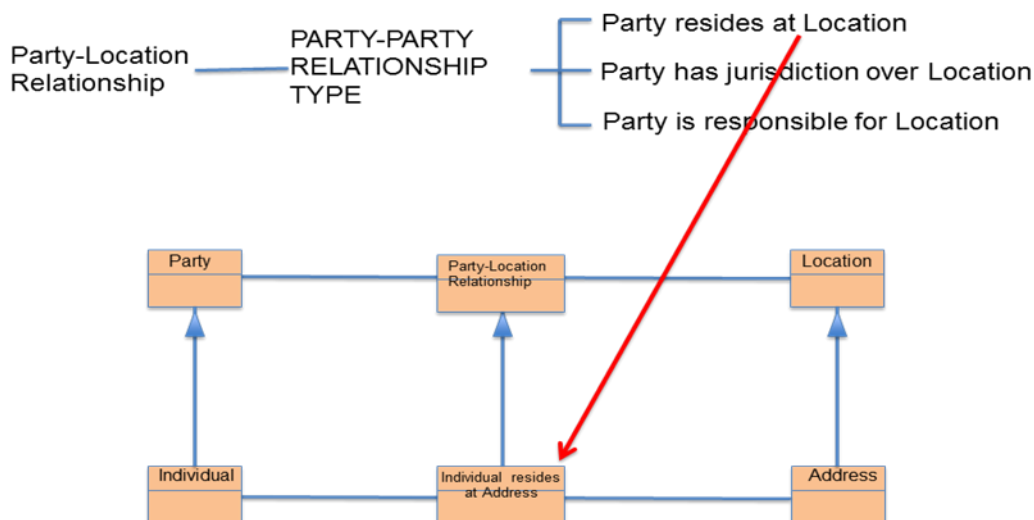 Party resides at Location
Party-Location
Relationship
PARTY-PARTY
RELATIONSHIP
TYPE
Party has jurisdiction over Location
Party is responsible for Location
Party
Party-Location
Relationship
Location
Individual
Individual resides
at Address
Address